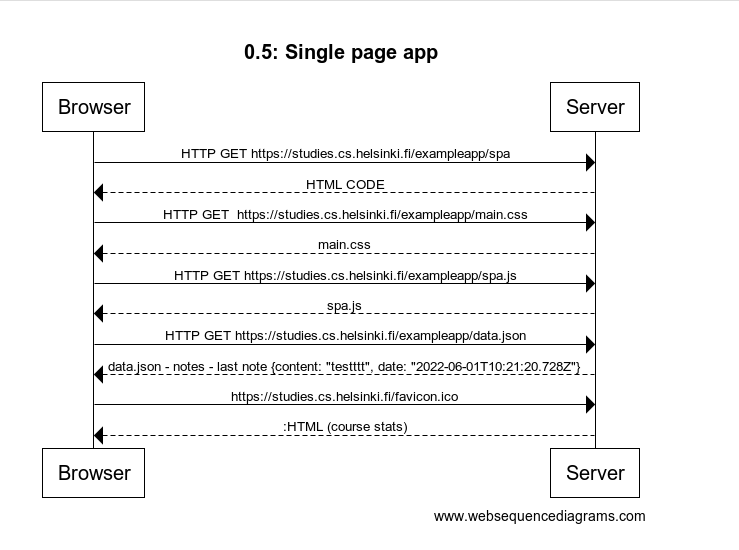 0.5: Single page app
Browser
Server
HTTP GET https://studies.cs.helsinki.fi/exampleapp/spa
HTML CODE
HTTP GET  https://studies.cs.helsinki.fi/exampleapp/main.css
main.css
HTTP GET https://studies.cs.helsinki.fi/exampleapp/spa.js
spa.js
HTTP GET https://studies.cs.helsinki.fi/exampleapp/data.json
data.json - notes - last note {content: "testttt", date: "2022-06-01T10:21:20.728Z"}
https://studies.cs.helsinki.fi/favicon.ico
:HTML (course stats)
Browser
Server
www.websequencediagrams.com